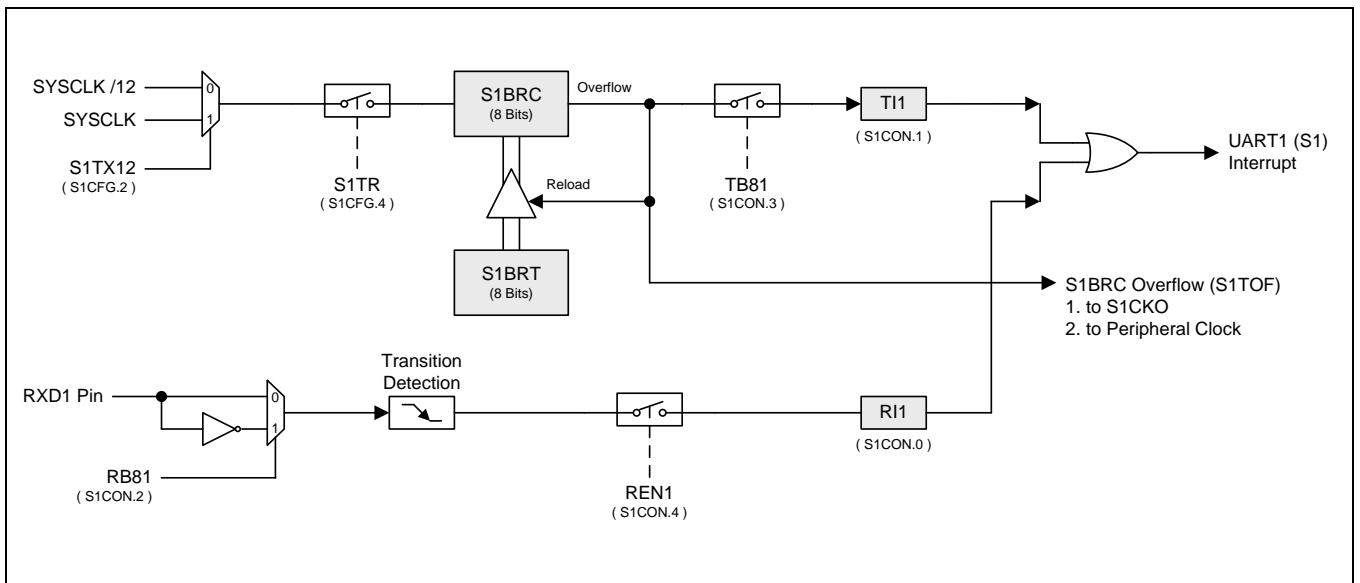 SYSCLK /12
SYSCLK
0
1
S1TX12
( S1CFG.2 )
S1TR
( S1CFG.4 )
S1BRC
(8 Bits)
Overflow
Reload
S1BRT
(8 Bits)
TB81
( S1CON.3 )
TI1
( S1CON.1 )
UART1 (S1)
Interrupt
S1BRC Overflow (S1TOF)
1. to S1CKO
2. to Peripheral Clock
RXD1 Pin
0
1
RB81
( S1CON.2 )
Transition
Detection
REN1
( S1CON.4 )
RI1
( S1CON.0 )